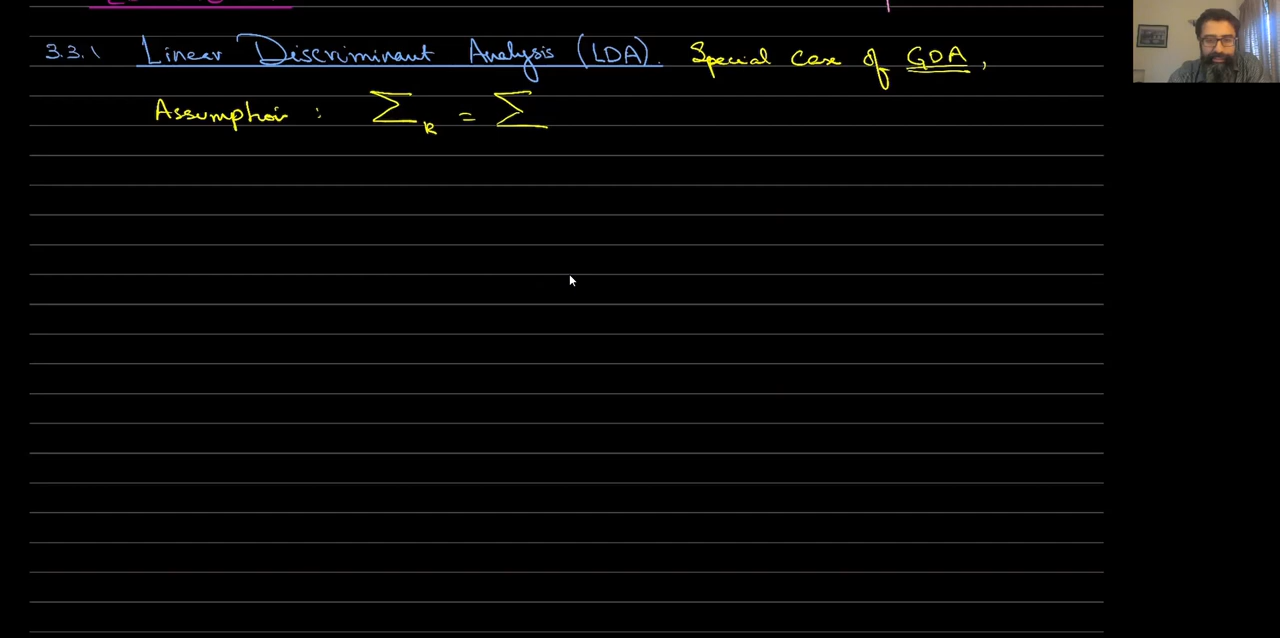 3.3.1 Linear Discriminant Analysis (LDA). Special case of GDA,
Assumption : Σ_k = Σ